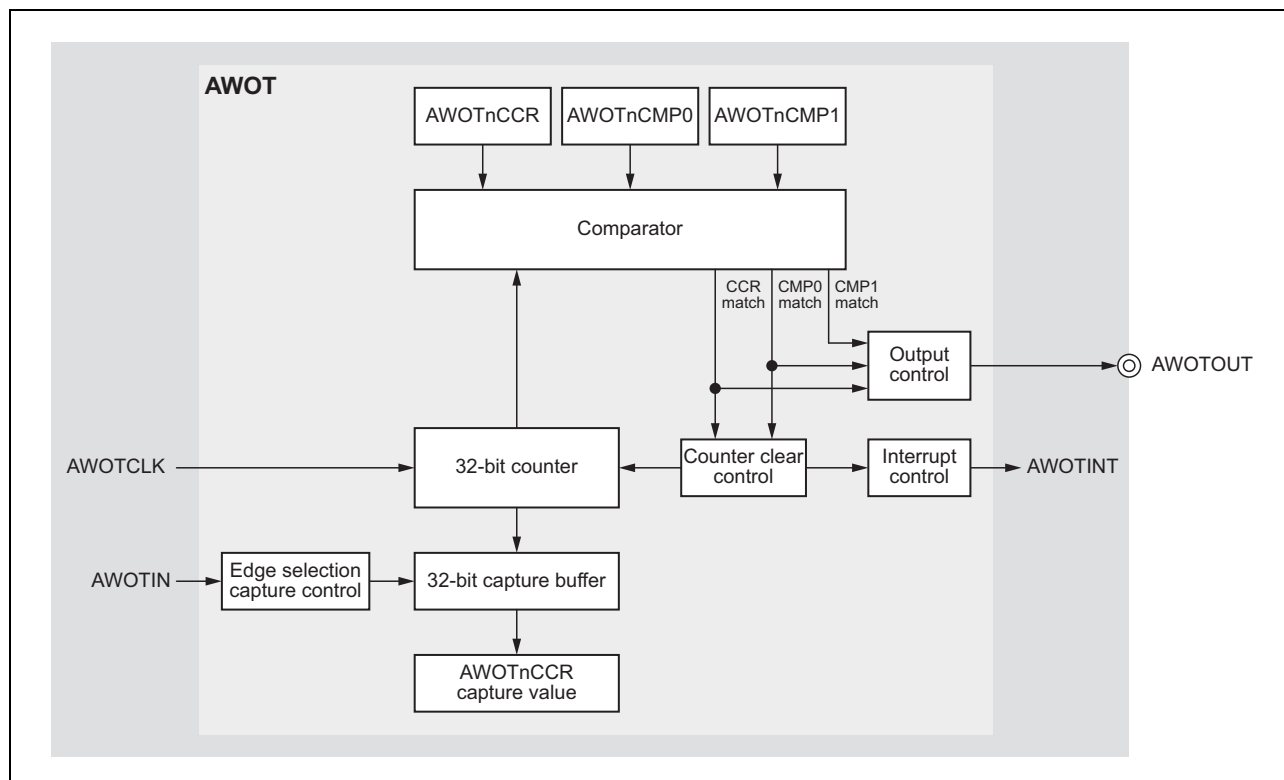 AWOT
AWOTnCCR
AWOTnCMP0
AWOTnCMP1
Comparator
CCR
match
CMP0
match
CMP1
match
Output
control
AWOTOUT
AWOTCLK
32-bit counter
Counter clear
control
Interrupt
control
AWOTINT
AWOTIN
Edge selection
capture control
32-bit capture buffer
AWOTnCCR
capture value